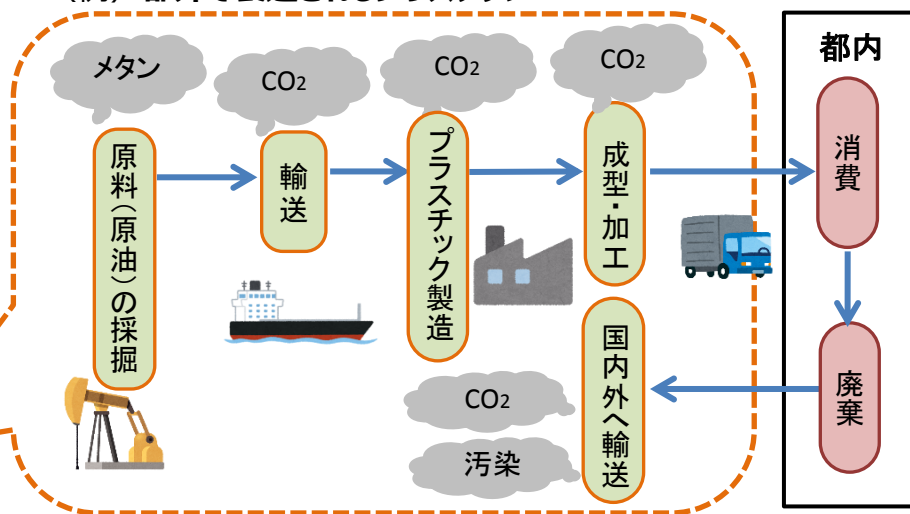 メタン
CO2
CO2
CO2
都内
原料(原油)の採掘
輸送
プラスチック製造
成型・加工
消費
国内外へ輸送
廃棄
CO2
汚染